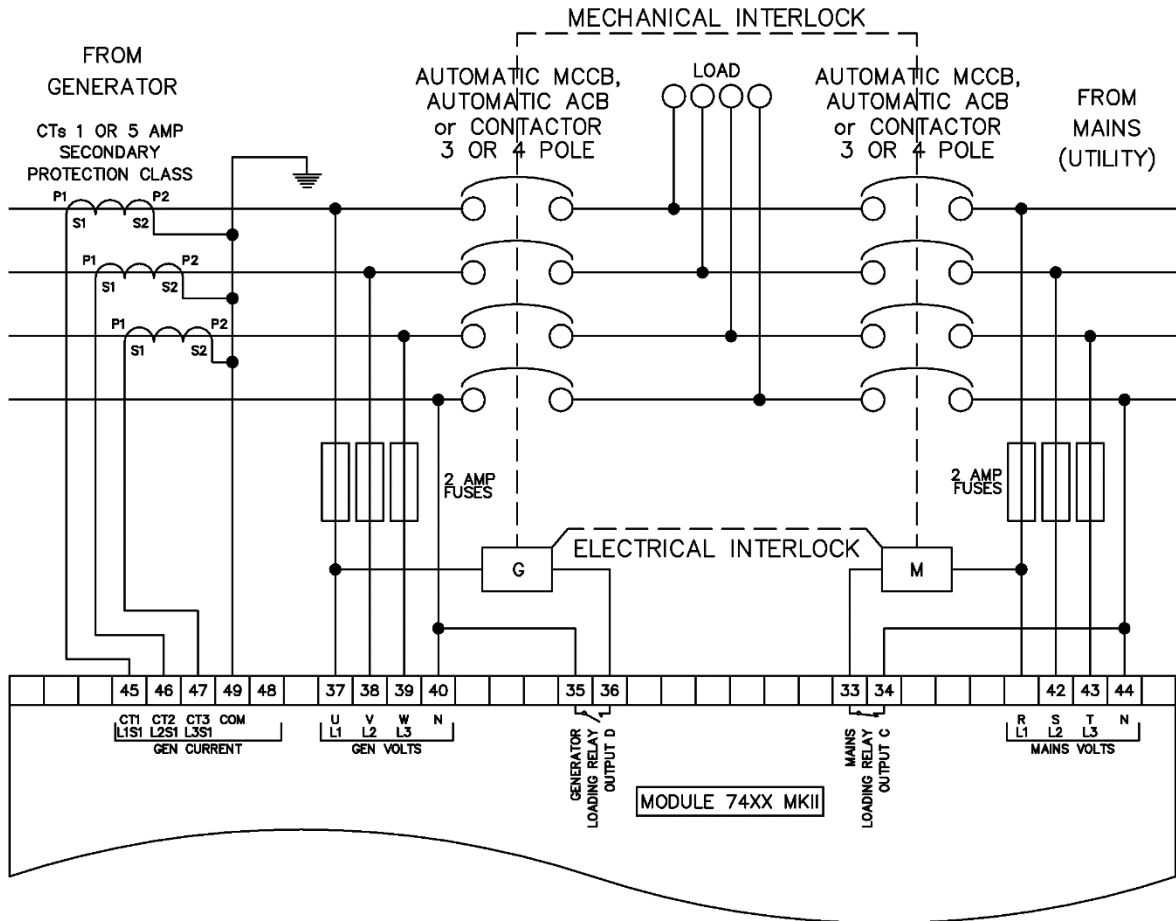 MECHANICAL INTERLOCK
FROM
GENERATOR
CTs 1 OR 5 AMP
SECONDARY
PROTECTION CLASS
AUTOMATIC MCCB,
AUTOMATIC ACB
or CONTACTOR
3 OR 4 POLE
LOAD
AUTOMATIC MCCB,
AUTOMATIC ACB
or CONTACTOR
3 OR 4 POLE
FROM
MAINS
(UTILITY)
P1 P2
S1 S2
P1 P2
S1 S2
P1 P2
S1 S2
2 AMP
FUSES
2 AMP
FUSES
ELECTRICAL INTERLOCK
G
M
45 46 47 49 48 37 38 39 40 35 36 33 34 42 43 44
CT1 CT2 CT3 COM
L1S1 L2S1 L3S1
GEN CURRENT
U V W N
L1 L2 L3
GEN VOLTS
GENERATOR
LOADING RELAY
OUTPUT D
MODULE 74XX MKII
MAINS
LOADING RELAY
OUTPUT C
R S T N
L1 L2 L3
MAINS VOLTS